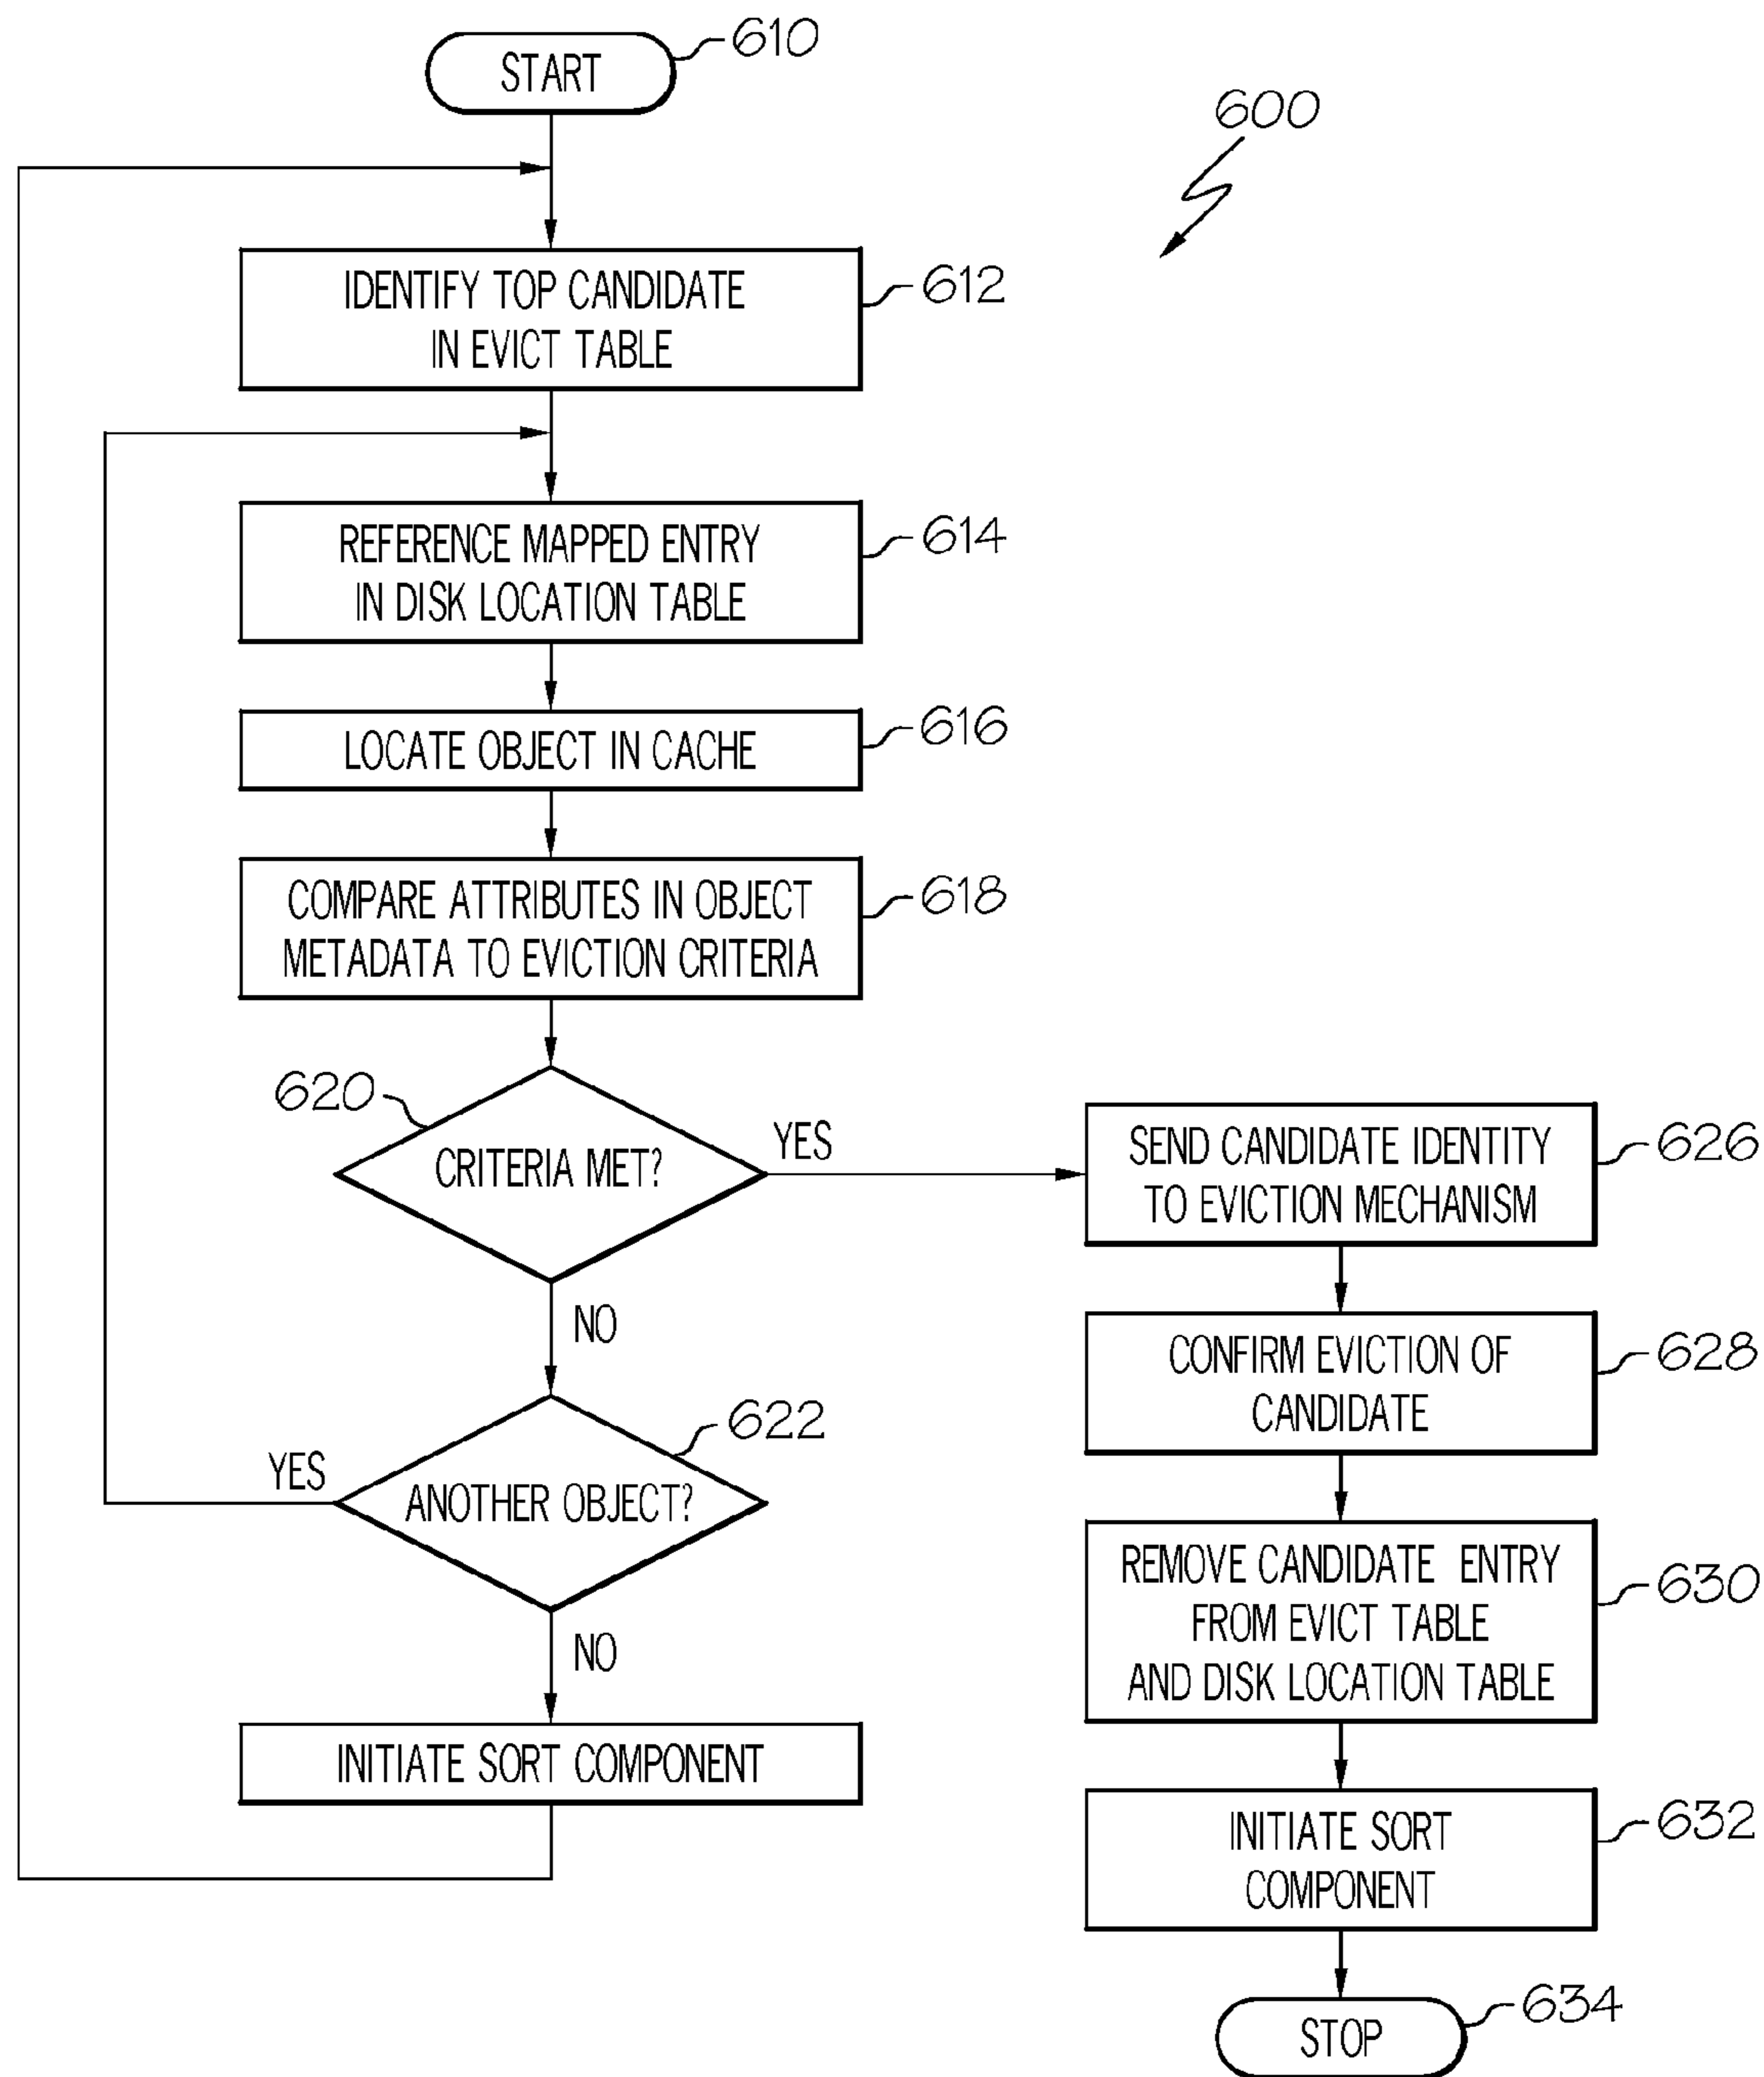 START
610
600
IDENTIFY TOP CANDIDATE
IN EVICT TABLE
612
REFERENCE MAPPED ENTRY
IN DISK LOCATION TABLE
614
LOCATE OBJECT IN CACHE
616
COMPARE ATTRIBUTES IN OBJECT
METADATA TO EVICTION CRITERIA
618
620
CRITERIA MET?
YES
NO
622
ANOTHER OBJECT?
YES
NO
INITIATE SORT COMPONENT
SEND CANDIDATE IDENTITY
TO EVICTION MECHANISM
626
CONFIRM EVICTION OF
CANDIDATE
628
REMOVE CANDIDATE ENTRY
FROM EVICT TABLE
AND DISK LOCATION TABLE
630
INITIATE SORT
COMPONENT
632
STOP
634